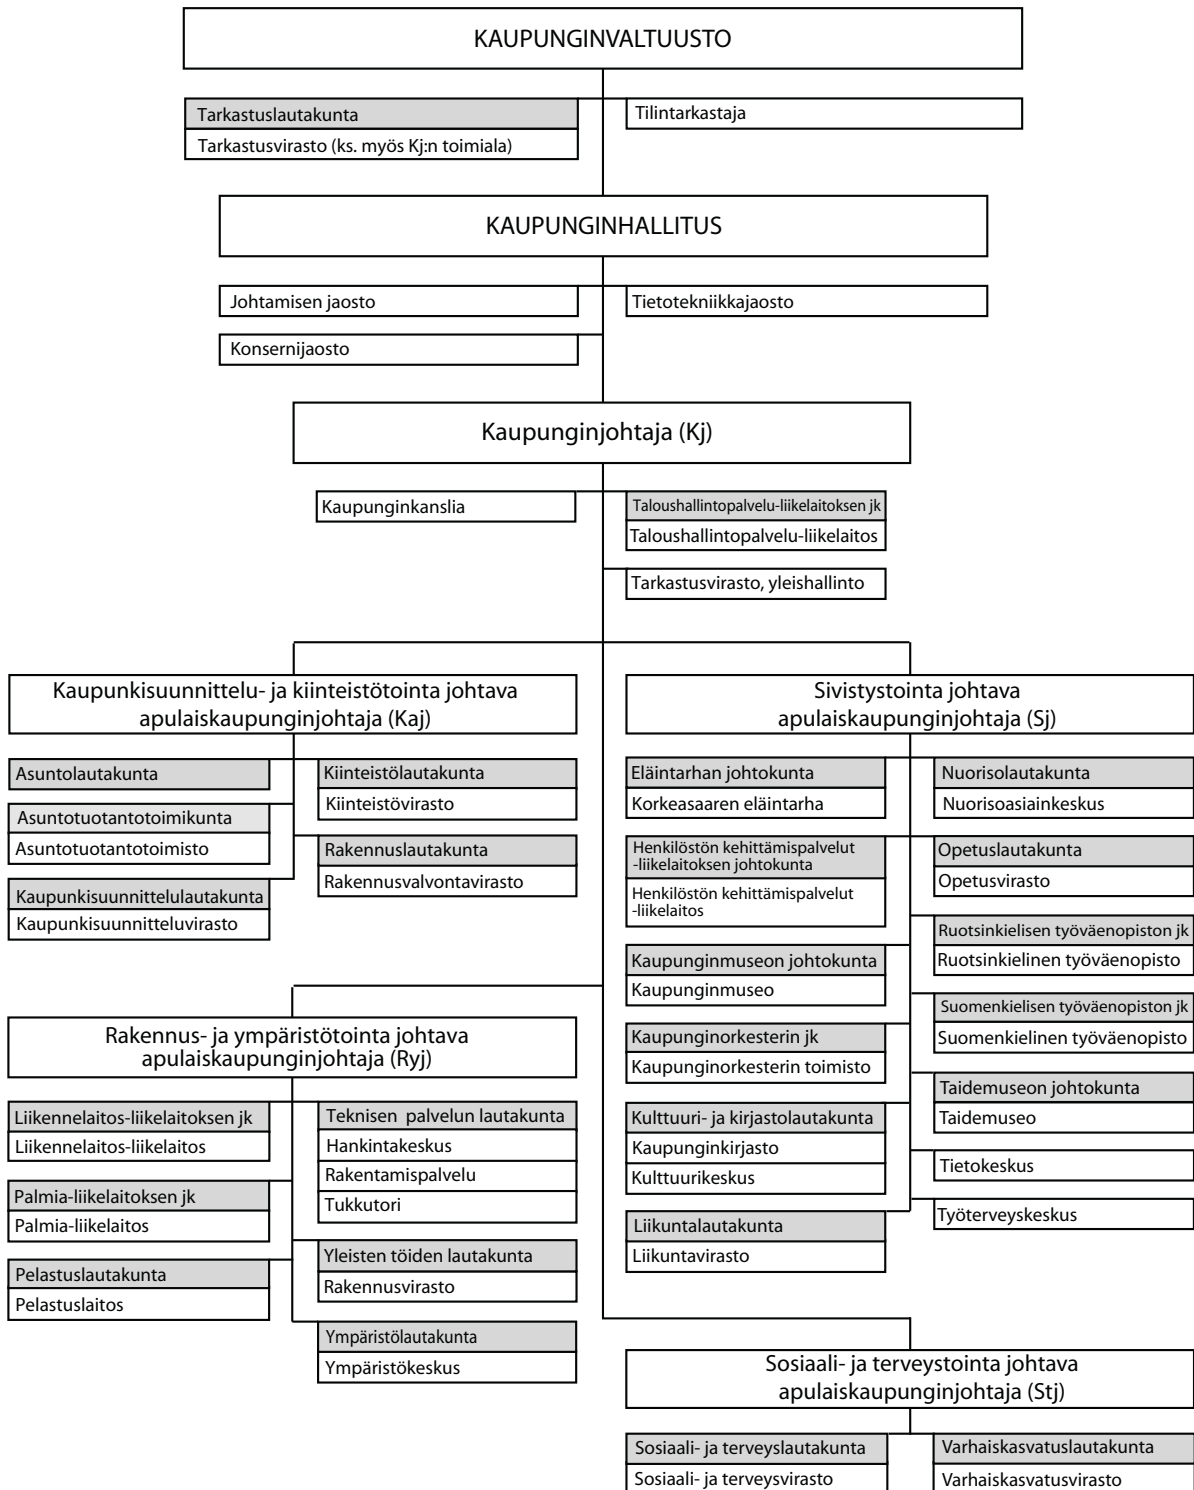 KAUPUNGINVALTUUSTO
Tarkastuslautakunta
Tarkastusvirasto (ks. myös Kj:n toimiala)
Tilintarkastaja
KAUPUNGINHALLITUS
Johtamisen jaosto
Tietotekniikkajaosto
Konsernijaosto
Kaupunginjohtaja (Kj)
Kaupunginkanslia
Taloushallintopalvelu-liikelaitoksen jk
Taloushallintopalvelu-liikelaitos
Tarkastusvirasto, yleishallinto
Kaupunkisuunnittelu- ja kiinteistötointa johtava
apulaiskaupunginjohtaja (Kaj)
Asuntolautakunta
Asuntotuotantotoimikunta
Asuntotuotantotoimisto
Kaupunkisuunnittelulautakunta
Kaupunkisuunnitteluvirasto
Kiinteistölautakunta
Kiinteistövirasto
Rakennuslautakunta
Rakennusvalvontavirasto
Sivistystointa johtava
apulaiskaupunginjohtaja (Sj)
Eläintarhan johtokunta
Korkeasaaren eläintarha
Henkilöstön kehittämispalvelut
-liikelaitoksen johtokunta
Henkilöstön kehittämispalvelut
-liikelaitos
Kaupunginmuseon johtokunta
Kaupunginmuseo
Kaupunginorkesterin jk
Kaupunginorkesterin toimisto
Kulttuuri- ja kirjastolautakunta
Kaupunginkirjasto
Kulttuurikeskus
Liikuntalautakunta
Liikuntavirasto
Nuorisolautakunta
Nuorisoasiainkeskus
Opetuslautakunta
Opetusvirasto
Ruotsinkielisen työväenopiston jk
Ruotsinkielinen työväenopisto
Suomenkielisen työväenopiston jk
Suomenkielinen työväenopisto
Taidemuseon johtokunta
Taidemuseo
Tietokeskus
Työterveyskeskus
Rakennus- ja ympäristötointa johtava
apulaiskaupunginjohtaja (Ryj)
Liikennelaitos-liikelaitoksen jk
Liikennelaitos-liikelaitos
Palmia-liikelaitoksen jk
Palmia-liikelaitos
Pelastuslautakunta
Pelastuslaitos
Teknisen palvelun lautakunta
Hankintakeskus
Rakentamispalvelu
Tukkutori
Yleisten töiden lautakunta
Rakennusvirasto
Ympäristölautakunta
Ympäristökeskus
Sosiaali- ja terveystointa johtava
apulaiskaupunginjohtaja (Stj)
Sosiaali- ja terveyslautakunta
Sosiaali- ja terveysvirasto
Varhaiskasvatuslautakunta
Varhaiskasvatusvirasto